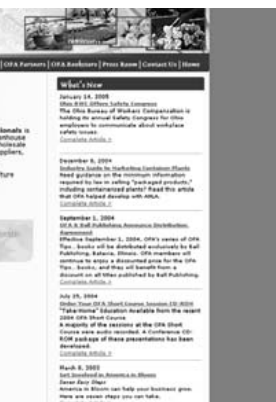 OFA Partners | OFA Bookstore | Press Room | Contact Us | Home
What's New
January 14, 2005
Ohio BWC Offers Safety Congress
The Ohio Bureau of Workers Compensation is
holding its annual Safety Congress for Ohio
employers to communicate about workplace
safety issues.
Complete Article >
December 6, 2004
Industry Guide to Marketing Container Plants
Need guidance on the minimum information
required by law in selling "packaged products,"
including containerized plants? Read this article
that OFA helped develop with ANLA.
Complete Article >
September 1, 2004
OFA & Ball Publishing Announce Distribution
Agreement
Effective September 1, 2004, OFA's series of OFA
Tips... books will be distributed exclusively by Ball
Publishing, Batavia, Illinois. OFA members will
continue to enjoy a discounted price for the OFA
Tips... books, and they will benefit from a
discount on all titles published by Ball Publishing.
Complete Article >
July 25, 2004
Order Your OFA Short Course Session CD-ROM
"Take-Home" Education Available from the recent
2004 OFA Short Course
A majority of the sessions at the OFA Short
Course were audio recorded. A Conference CD-
ROM package of these presentations has been
developed.
Complete Article >
March 8, 2003
Get Involved in America in Bloom
Seven Easy Steps
America in Bloom can help your business grow.
Here are seven steps you can take.
ionals is
enhouse
holesale
ppliers,
lture